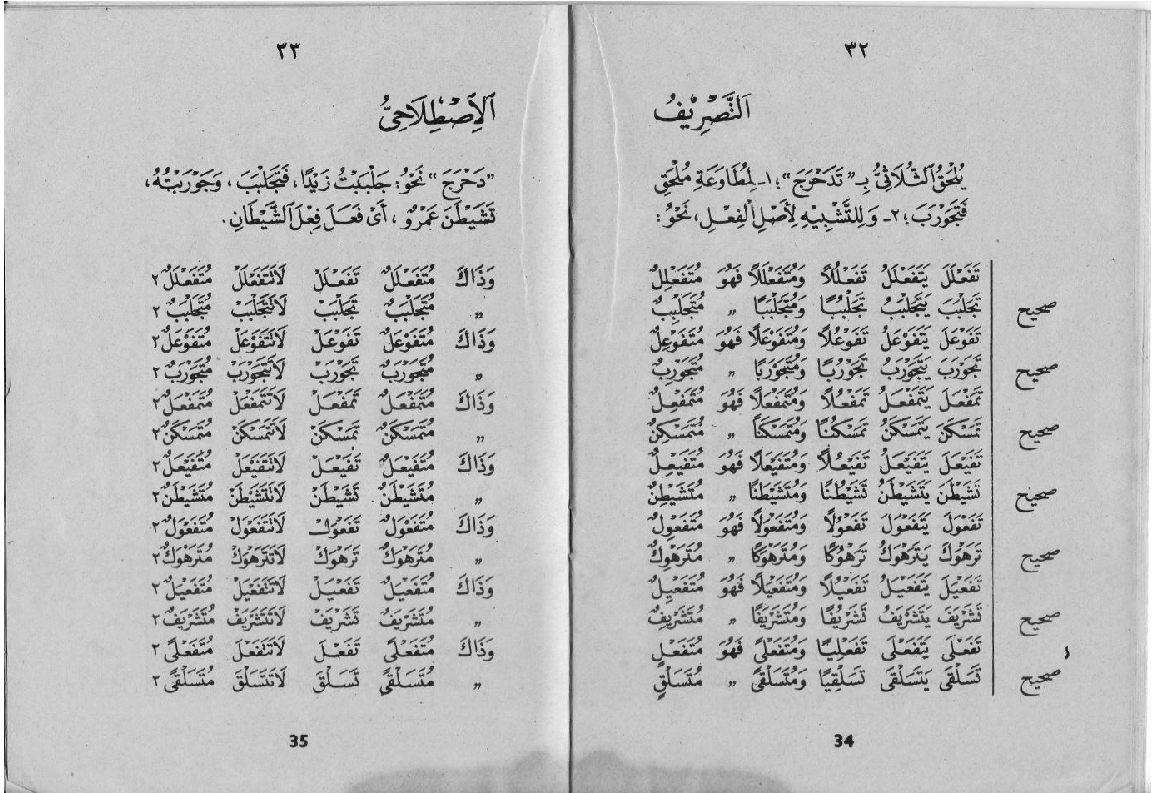 ٣٢
اَلتَّصْرِيْفُ
يُلْحَقُ الثُّلَاثِيُّ بِـ "تَدَحْرَجَ"؛ ١ـ لِمُطَاوَعَةِ مُلْحَقِ
فَتَجَوْرَبَ؛ ٢ـ وَلِلتَّشْبِيْهِ لِأَصْلِ الْفِعْلِ، نَحْوُ:
تَفَعْلَلَ يَتَفَعْلَلُ تَفَعْلُلًا وَمُتَفَعْلَلًا فَهُوَ مُتَفَعْلِلٌ
صحيح تَجَلْبَبَ يَتَجَلْبَبُ تَجَلْبُبًا وَمُتَجَلْبَبًا " مُتَجَلْبِبٌ
تَفَوْعَلَ يَتَفَوْعَلُ تَفَوْعُلًا وَمُتَفَوْعَلًا فَهُوَ مُتَفَوْعِلٌ
صحيح تَجَوْرَبَ يَتَجَوْرَبُ تَجَوْرُبًا وَمُتَجَوْرَبًا " مُتَجَوْرِبٌ
تَمَفْعَلَ يَتَمَفْعَلُ تَمَفْعُلًا وَمُتَمَفْعَلًا فَهُوَ مُتَمَفْعِلٌ
صحيح تَمَسْكَنَ يَتَمَسْكَنُ تَمَسْكُنًا وَمُتَمَسْكَنًا " مُتَمَسْكِنٌ
تَفَيْعَلَ يَتَفَيْعَلُ تَفَيْعُلًا وَمُتَفَيْعَلًا فَهُوَ مُتَفَيْعِلٌ
صحيح تَشَيْطَنَ يَتَشَيْطَنُ تَشَيْطُنًا وَمُتَشَيْطَنًا " مُتَشَيْطِنٌ
تَفَعْوَلَ يَتَفَعْوَلُ تَفَعْوُلًا وَمُتَفَعْوَلًا فَهُوَ مُتَفَعْوِلٌ
صحيح تَرَهْوَكَ يَتَرَهْوَكُ تَرَهْوُكًا وَمُتَرَهْوَكًا " مُتَرَهْوِكٌ
تَفَعْيَلَ يَتَفَعْيَلُ تَفَعْيُلًا وَمُتَفَعْيَلًا فَهُوَ مُتَفَعْيِلٌ
صحيح تَشَرْيَفَ يَتَشَرْيَفُ تَشَرْيُفًا وَمُتَشَرْيَفًا " مُتَشَرْيِفٌ
تَفَعْلَى يَتَفَعْلَى تَفَعْلِيًا وَمُتَفَعْلًى فَهُوَ مُتَفَعْلٍ
صحيح تَسَلْقَى يَتَسَلْقَى تَسَلْقِيًا وَمُتَسَلْقًى " مُتَسَلْقٍ
34
٣٣
اَلْاِصْطِلَاحِيُّ
"دَحْرَجَ" نَحْوُ: جَلْبَبْتُ زَيْدًا، فَتَجَلْبَبَ، وَجَوْرَبْتُهُ،
تَشَيْطَنَ عَمْرٌو، أَيْ فَعَلَ فِعْلَ الشَّيْطَانِ.
وَذَاكَ مُتَفَعْلَلٌ تَفَعْلَلْ لَاتَتَفَعْلَلْ مُتَفَعْلَلٌ ٢
" مُتَجَلْبَبٌ تَجَلْبَبْ لَاتَتَجَلْبَبْ مُتَجَلْبَبٌ ٢
وَذَاكَ مُتَفَوْعَلٌ تَفَوْعَلْ لَاتَتَفَوْعَلْ مُتَفَوْعَلٌ ٢
" مُتَجَوْرَبٌ تَجَوْرَبْ لَاتَتَجَوْرَبْ مُتَجَوْرَبٌ ٢
وَذَاكَ مُتَمَفْعَلٌ تَمَفْعَلْ لَاتَتَمَفْعَلْ مُتَمَفْعَلٌ ٢
" مُتَمَسْكَنٌ تَمَسْكَنْ لَاتَتَمَسْكَنْ مُتَمَسْكَنٌ ٢
وَذَاكَ مُتَفَيْعَلٌ تَفَيْعَلْ لَاتَتَفَيْعَلْ مُتَفَيْعَلٌ ٢
" مُتَشَيْطَنٌ تَشَيْطَنْ لَاتَتَشَيْطَنْ مُتَشَيْطَنٌ ٢
وَذَاكَ مُتَفَعْوَلٌ تَفَعْوَلْ لَاتَتَفَعْوَلْ مُتَفَعْوَلٌ ٢
" مُتَرَهْوَكٌ تَرَهْوَكْ لَاتَتَرَهْوَكْ مُتَرَهْوَكٌ ٢
وَذَاكَ مُتَفَعْيَلٌ تَفَعْيَلْ لَاتَتَفَعْيَلْ مُتَفَعْيَلٌ ٢
" مُتَشَرْيَفٌ تَشَرْيَفْ لَاتَتَشَرْيَفْ مُتَشَرْيَفٌ ٢
وَذَاكَ مُتَفَعْلًى تَفَعْلَ لَاتَتَفَعْلَ مُتَفَعْلًى ٢
" مُتَسَلْقًى تَسَلْقَ لَاتَتَسَلْقَ مُتَسَلْقًى ٢
35